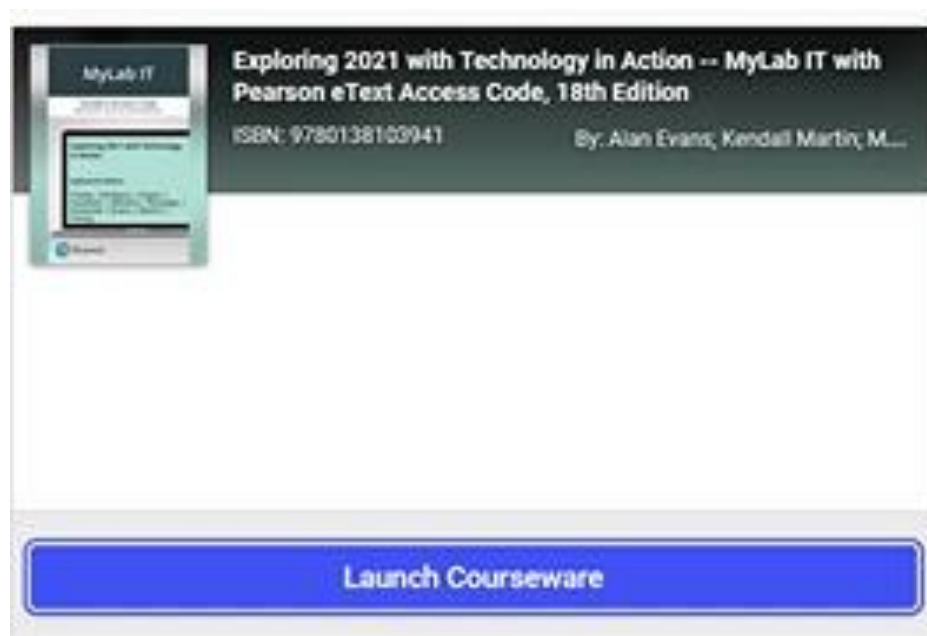 MyLab IT
Exploring 2021 with Technology in Action -- MyLab IT with
Pearson eText Access Code, 18th Edition
ISBN: 9780138103941
By: Alan Evans; Kendall Martin; M....
Pearson
Launch Courseware